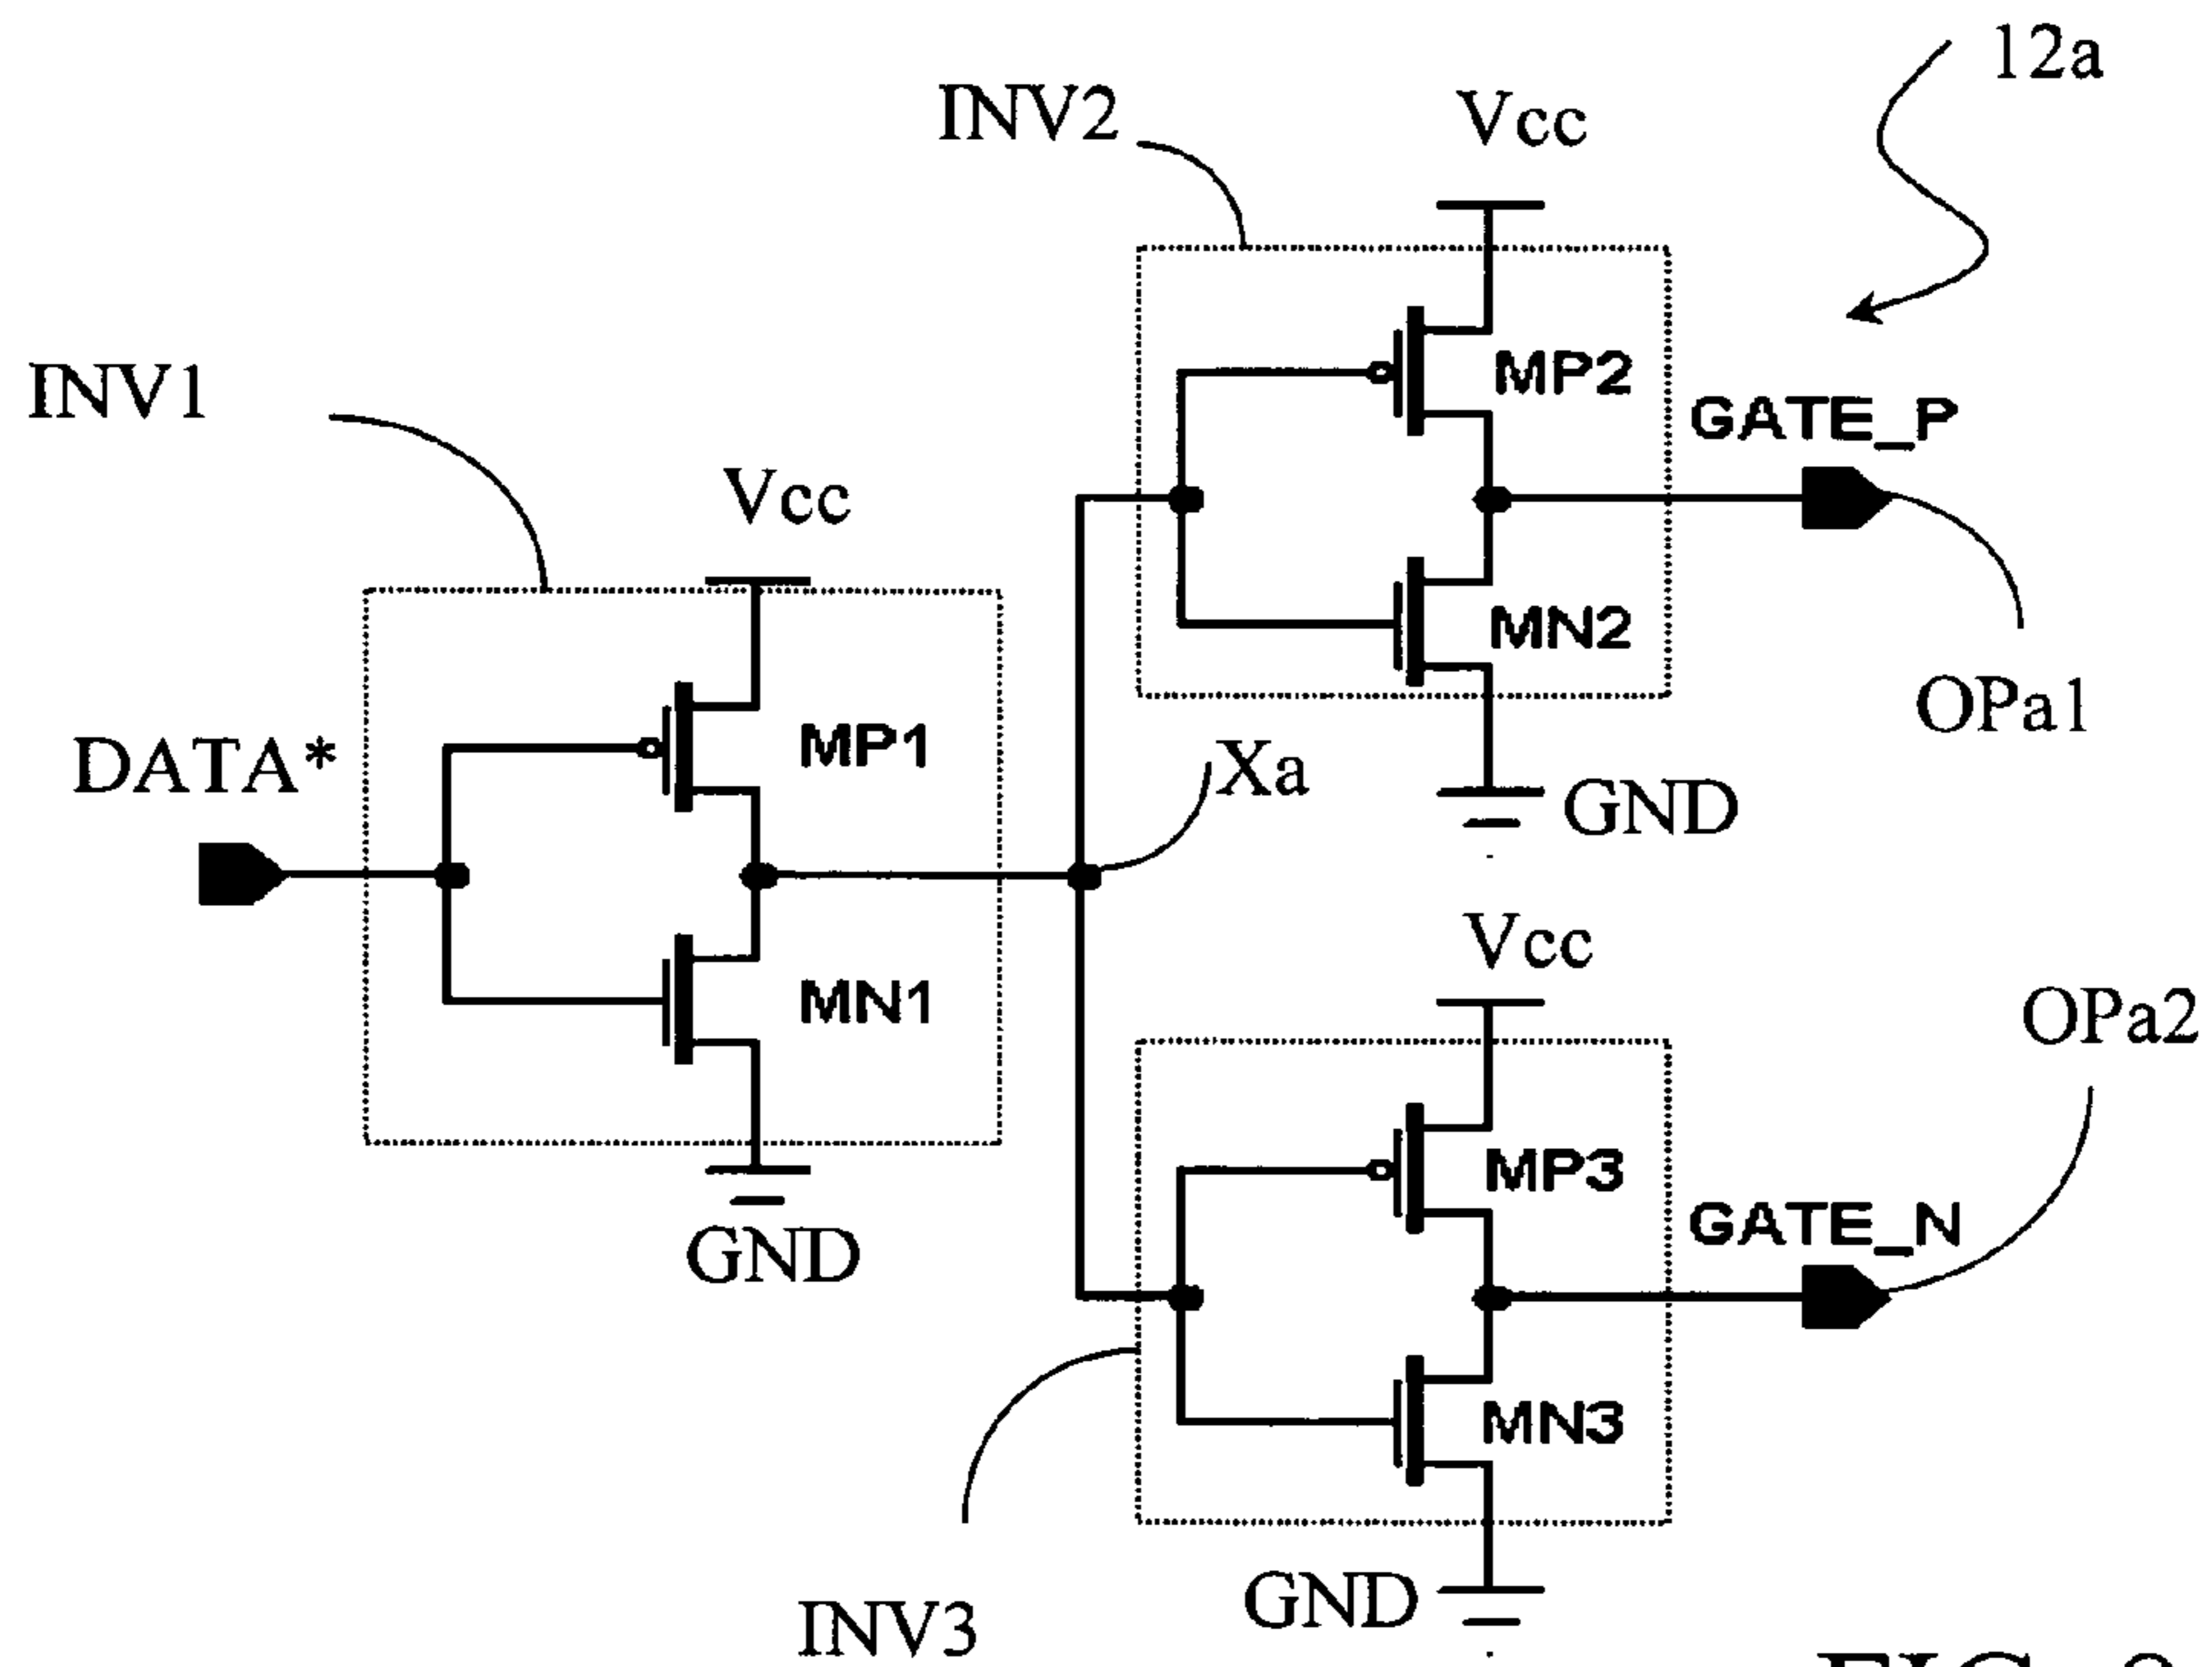 12a
INV2
Vcc
INV1
MP2
GATE_P
Vcc
MN2
OPa1
DATA*
MP1
Xa
GND
Vcc
MN1
OPa2
MP3
GATE_N
GND
MN3
GND
INV3